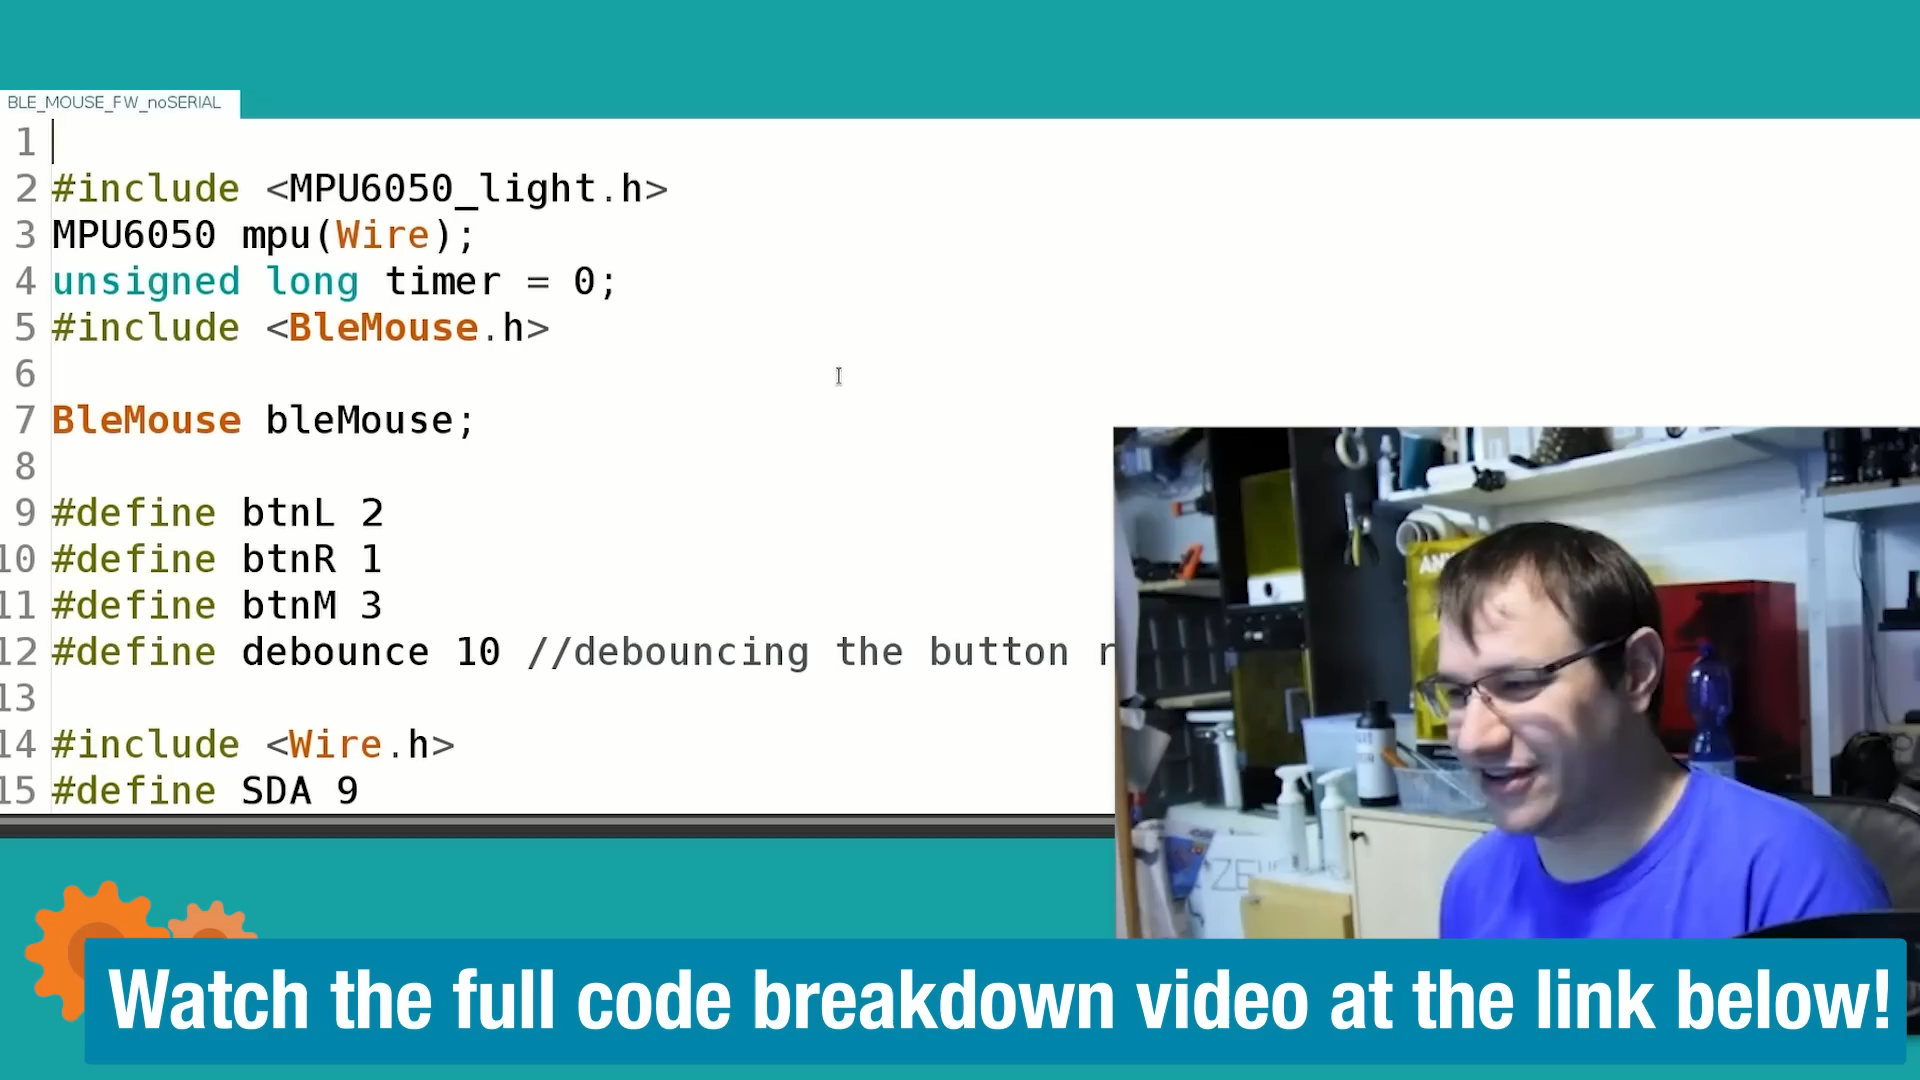 BLE_MOUSE_FW_noSERIAL
1
2 #include <MPU6050_light.h>
3 MPU6050 mpu(Wire);
4 unsigned long timer = 0;
5 #include <BleMouse.h>
6
7 BleMouse bleMouse;
8
9 #define btnL 2
10 #define btnR 1
11 #define btnM 3
12 #define debounce 10 //debouncing the button r
13
14 #include <Wire.h>
15 #define SDA 9
Watch the full code breakdown video at the link below!